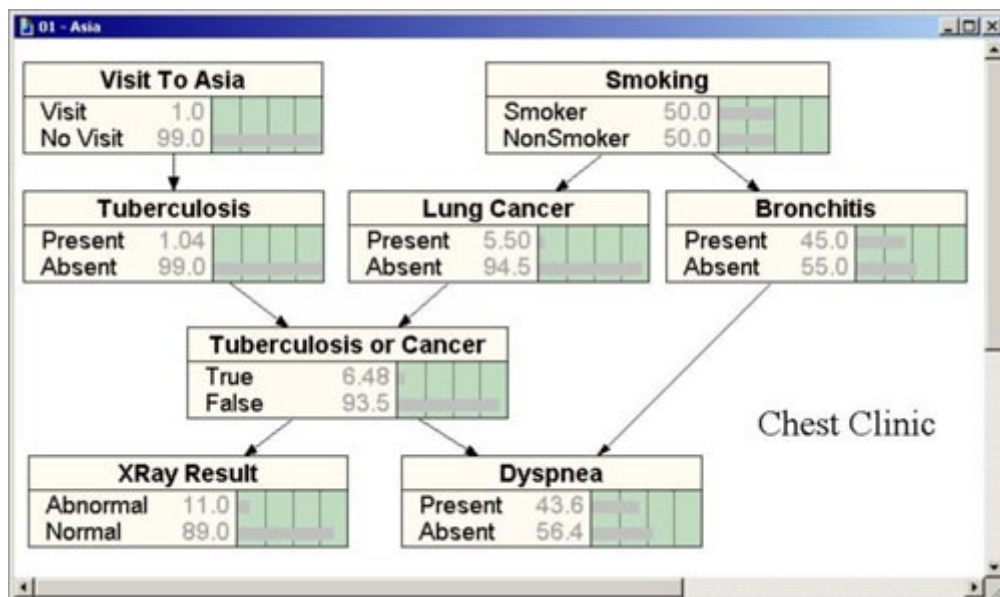 01 - Asia
Visit To Asia
Visit 1.0
No Visit 99.0
Smoking
Smoker 50.0
NonSmoker 50.0
Tuberculosis
Present 1.04
Absent 99.0
Lung Cancer
Present 5.50
Absent 94.5
Bronchitis
Present 45.0
Absent 55.0
Tuberculosis or Cancer
True 6.48
False 93.5
Chest Clinic
XRay Result
Abnormal 11.0
Normal 89.0
Dyspnea
Present 43.6
Absent 56.4